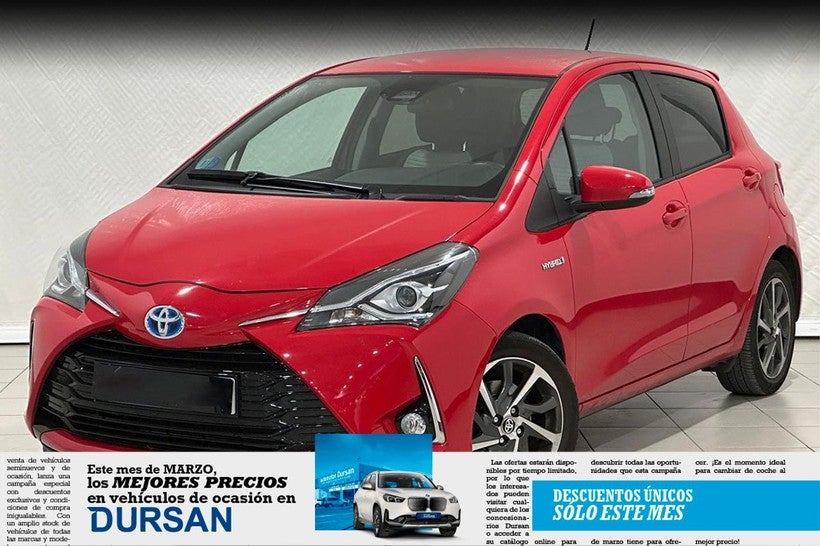 HYBRID
venta de vehículos
seminuevos y de
ocasión, lanza una
campaña especial
con descuentos
exclusivos y condi-
ciones de compra
inigualables. Con
un amplio stock de
vehículos de todas
las marcas y mode-
Este mes de MARZO,
los MEJORES PRECIOS
en vehículos de ocasión en
DURSAN
Dursan
Las ofertas estarán dispo-
nibles por tiempo limitado,
por lo que
los interesa-
dos pueden
visitar cual-
quiera de los
concesiona-
rios Dursan
o acceder a
su catálogo online para
descubrir todas las oportu-
nidades que esta campaña
de marzo tiene para ofre-
cer. ¡Es el momento ideal
para cambiar de coche al
mejor precio!
DESCUENTOS ÚNICOS
SÓLO ESTE MES